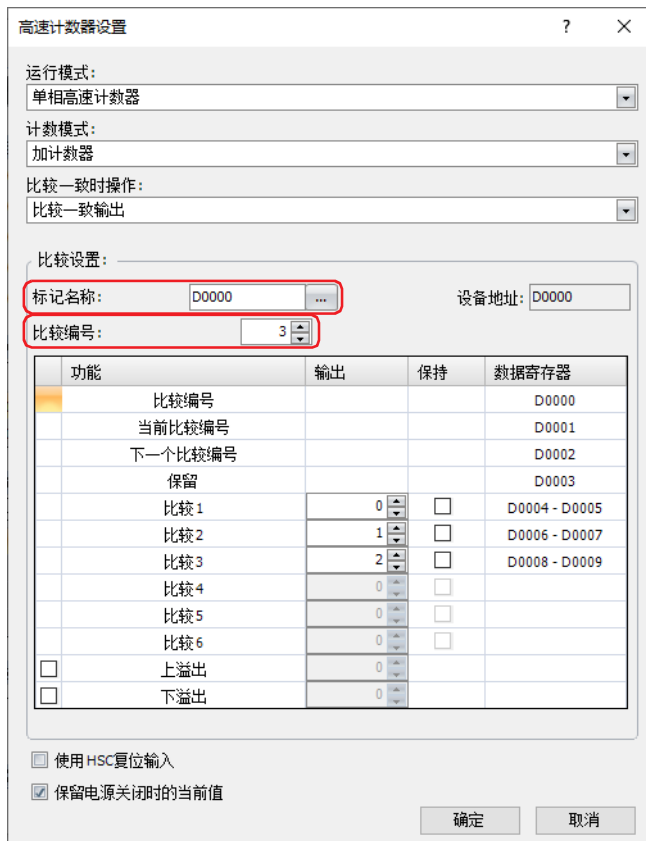 高速计数器设置 ?
运行模式:
单相高速计数器
计数模式:
加计数器
比较一致时操作:
比较一致输出
比较设置:
标记名称: D0000 ... 设备地址: D0000
比较编号: 3
功能 输出 保持 数据寄存器
比较编号 D0000
当前比较编号 D0001
下一个比较编号 D0002
保留 D0003
比较1 0 D0004 - D0005
比较2 1 D0006 - D0007
比较3 2 D0008 - D0009
比较4 0
比较5 0
比较6 0
上溢出 0
下溢出 0
使用HSC复位输入
保留电源关闭时的当前值
确定 取消